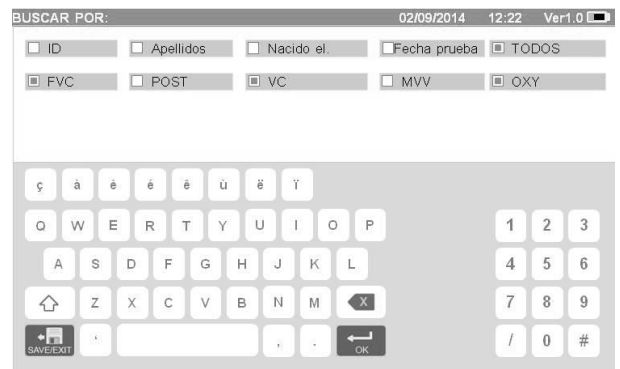 BUSCAR POR: 02/09/2014 12:22 Ver1.0
ID Apellidos Nacido el. Fecha prueba TODOS
FVC POST VC MVV OXY
ç à è é ê ù ë ï
Q W E R T Y U I O P 1 2 3
A S D F G H J K L 4 5 6
Z X C V B N M X 7 8 9
SAVE/EXIT ' , . OK / 0 #